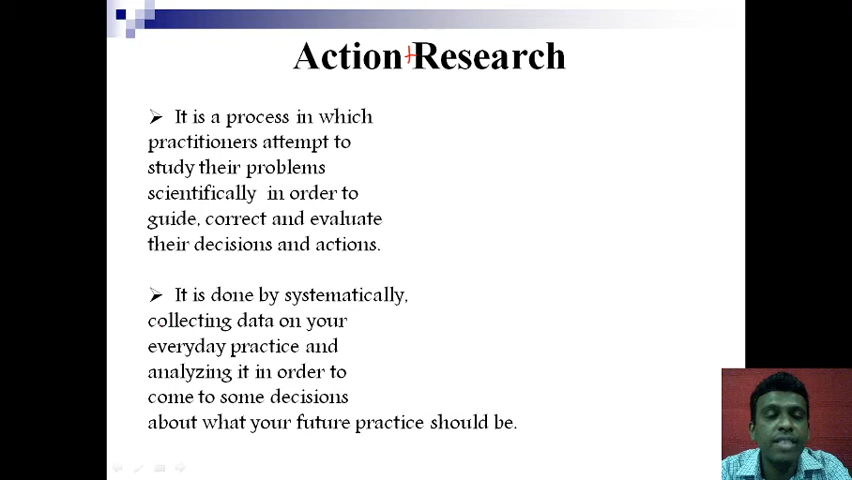 Action+Research
➢ It is a process in which
practitioners attempt to
study their problems
scientifically in order to
guide, correct and evaluate
their decisions and actions.
➢ It is done by systematically,
collecting data on your
everyday practice and
analyzing it in order to
come to some decisions
about what your future practice should be.